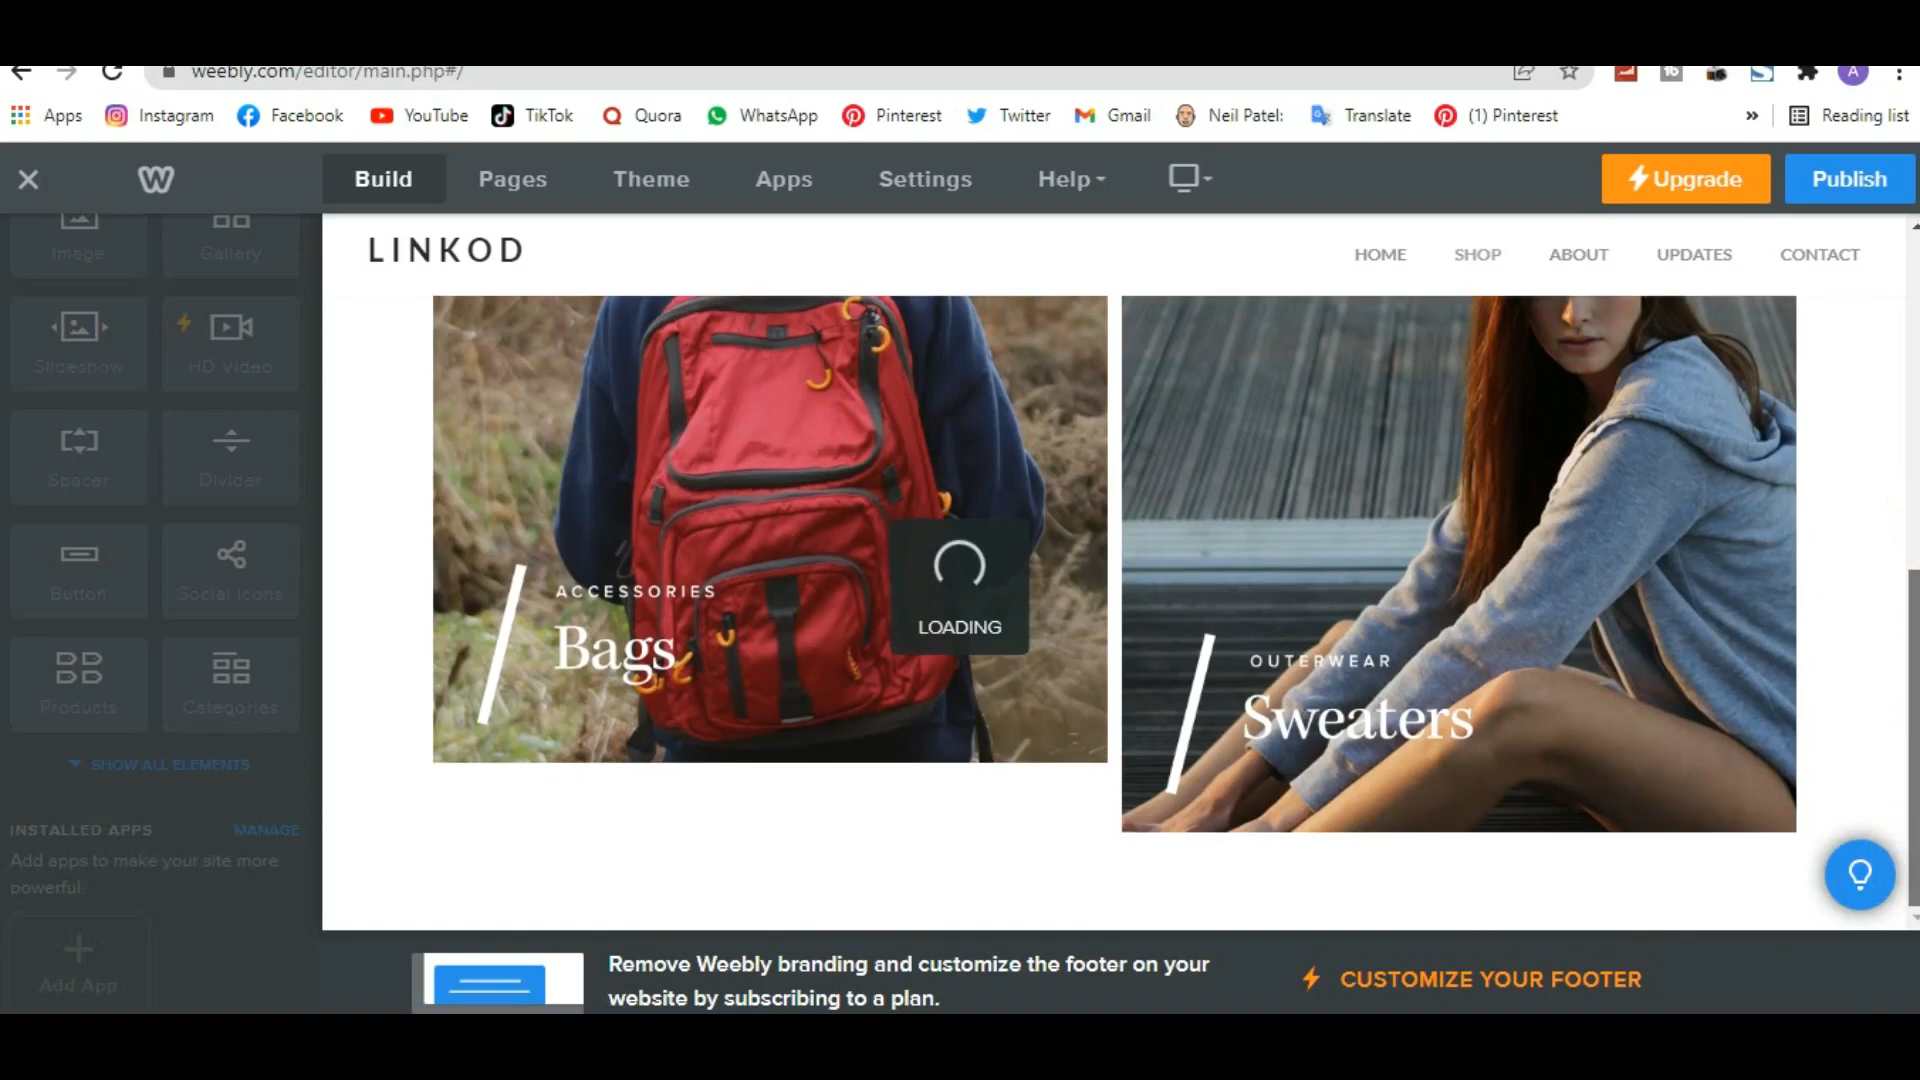 weebly.com/editor/main.php#/
A
Apps Instagram Facebook YouTube TikTok Quora WhatsApp Pinterest Twitter Gmail Neil Patel: Translate (1) Pinterest » Reading list
Build Pages Theme Apps Settings Help Upgrade Publish
Image Gallery
LINKOD
HOME SHOP ABOUT UPDATES CONTACT
Slideshow HD Video
Spacer Divider
Button Social Icons
Products Categories
SHOW ALL ELEMENTS
INSTALLED APPS MANAGE
Add apps to make your site more
powerful.
Add App
ACCESSORIES
Bags
LOADING
OUTERWEAR
Sweaters
Remove Weebly branding and customize the footer on your
website by subscribing to a plan.
CUSTOMIZE YOUR FOOTER